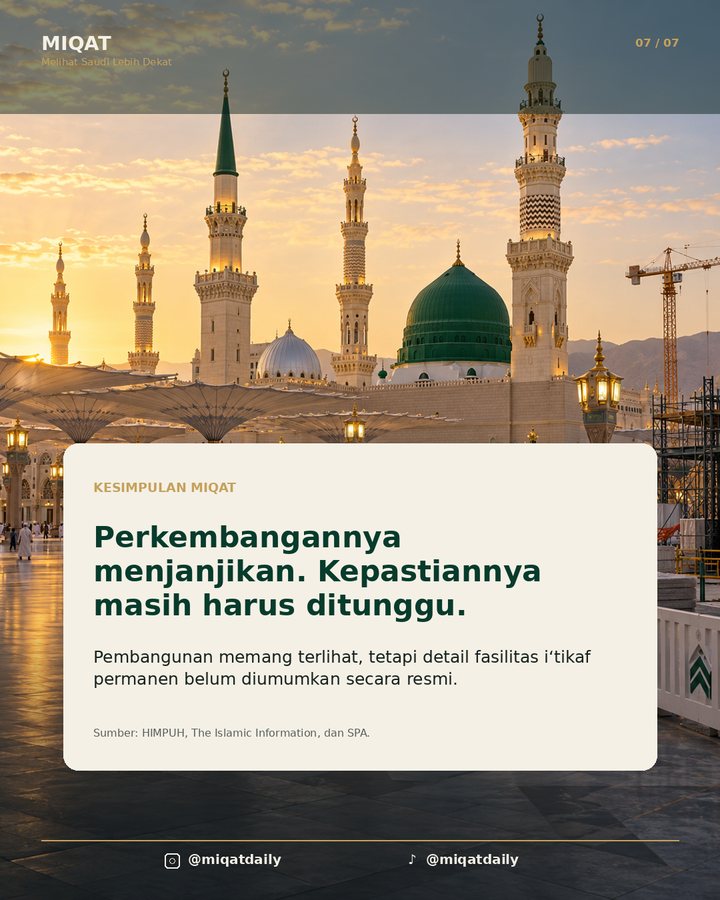 MIQAT
Melihat Saudi Lebih Dekat
07 / 07
KESIMPULAN MIQAT
Perkembangannya
menjanjikan. Kepastiannya
masih harus ditunggu.
Pembangunan memang terlihat, tetapi detail fasilitas i‘tikaf
permanen belum diumumkan secara resmi.
Sumber: HIMPUH, The Islamic Information, dan SPA.
@miqatdaily
@miqatdaily